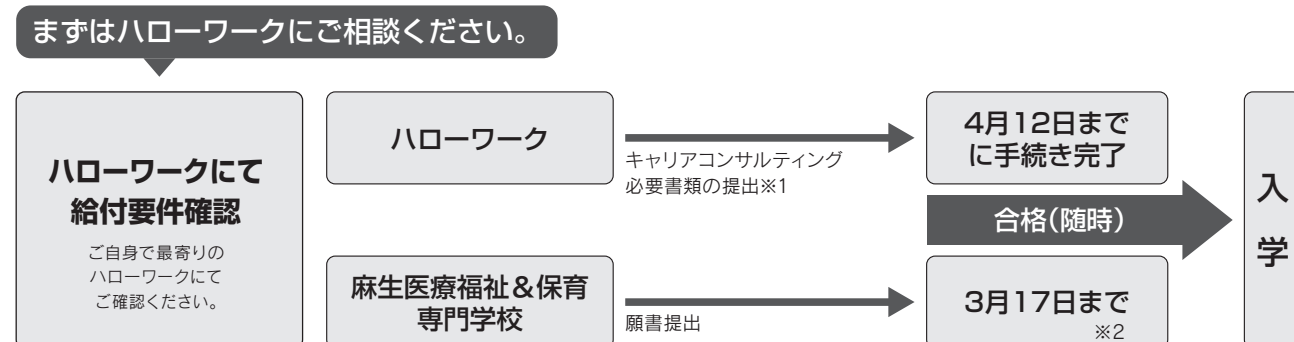 まずはハローワークにご相談ください。
ハローワークにて
給付要件確認
ご自身で最寄りの
ハローワークにて
ご確認ください。
ハローワーク
キャリアコンサルティング
必要書類の提出※1
4月12日まで
に手続き完了
合格(随時)
麻生医療福祉&保育
専門学校
願書提出
3月17日まで
※2
入
学